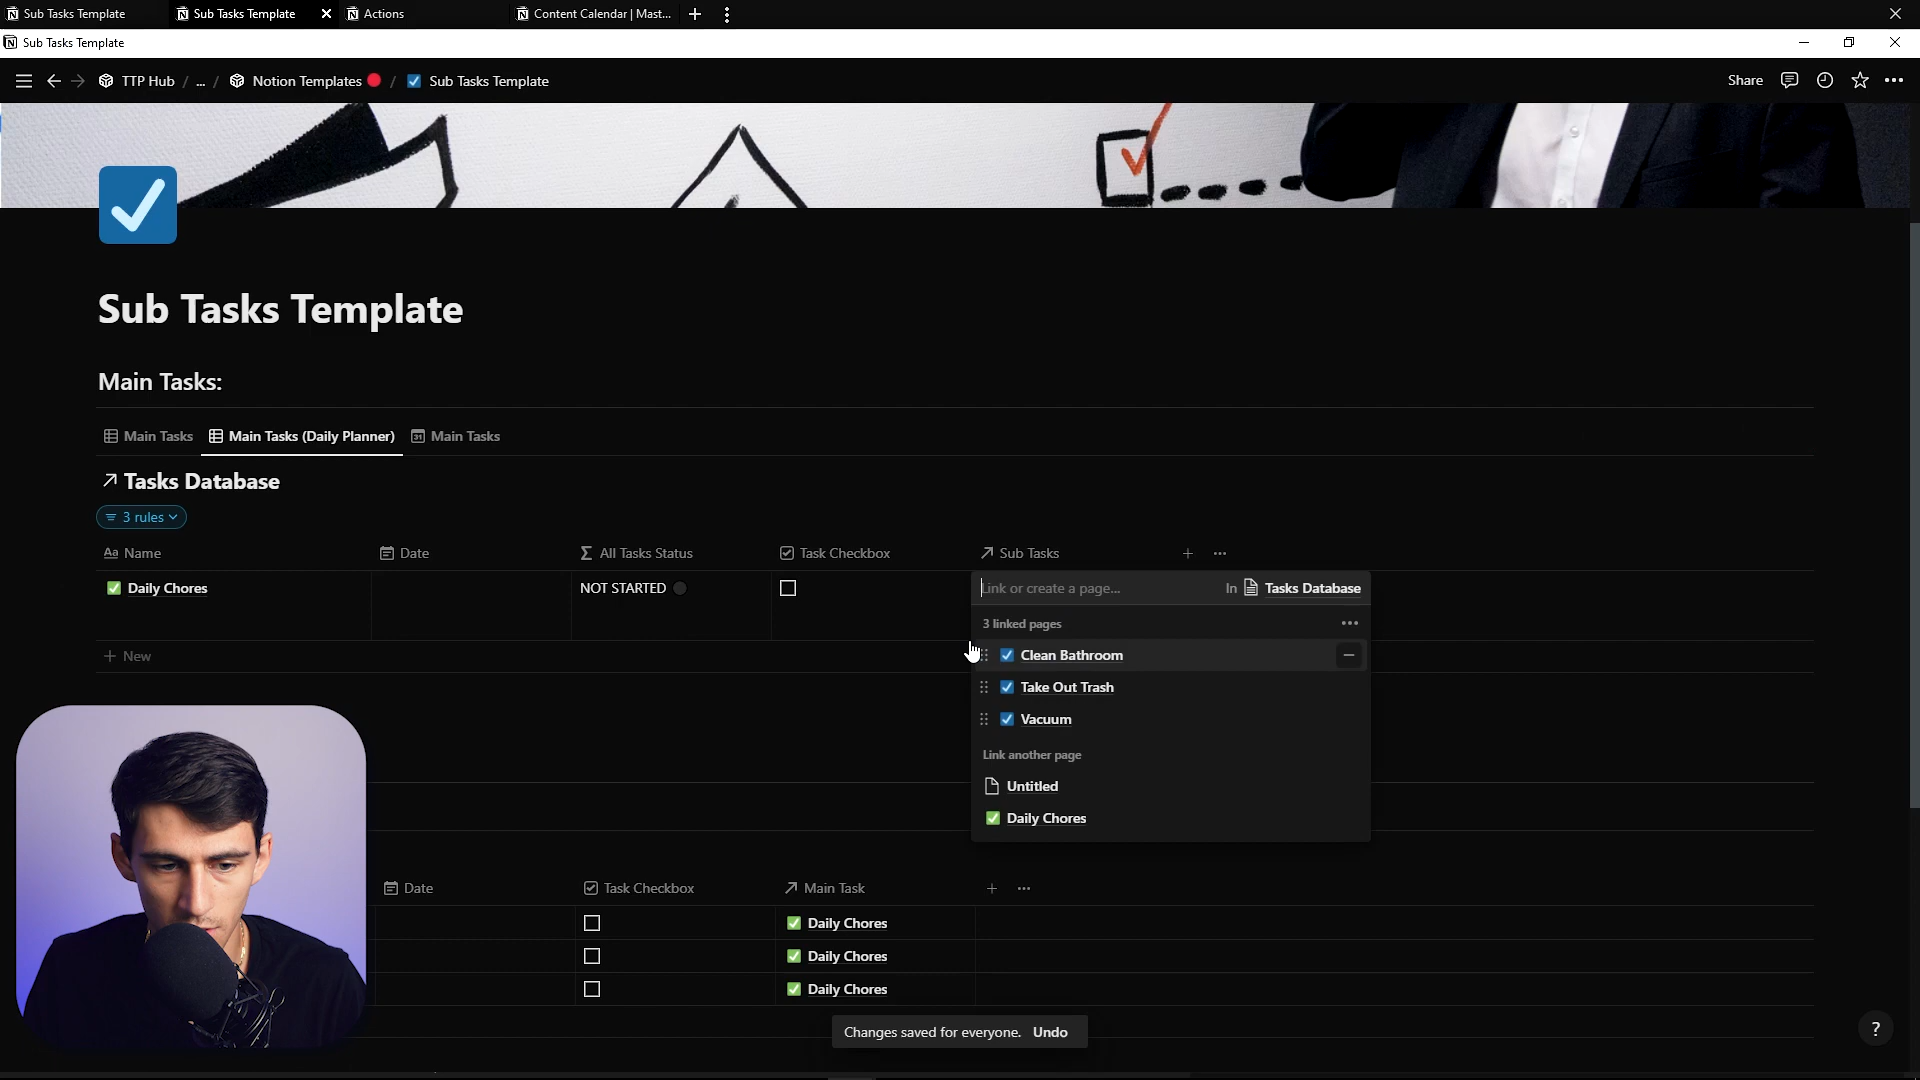 Sub Tasks Template
Sub Tasks Template
Actions
Content Calendar | Mast...
Sub Tasks Template
TTP Hub / ... / Notion Templates / Sub Tasks Template
Share
Sub Tasks Template
Main Tasks:
Main Tasks
Main Tasks (Daily Planner)
31 Main Tasks
Tasks Database
3 rules
Aa Name
Date
Σ All Tasks Status
Task Checkbox
Sub Tasks
Daily Chores
NOT STARTED
Link or create a page...
In Tasks Database
3 linked pages
+ New
Clean Bathroom
Take Out Trash
Vacuum
Link another page
Untitled
Daily Chores
Date
Task Checkbox
Main Task
Daily Chores
Daily Chores
Daily Chores
Changes saved for everyone. Undo
?